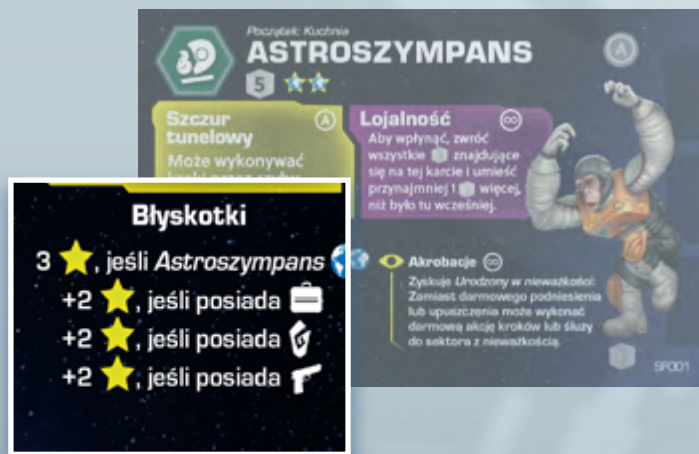 Początek: Kuchnia
ASTROSZYMPANS
A
5
Szczur
tunelowy
A
Może wykonywać
Lojalność
Aby wpłynąć, zwróć
wszystkie znajdujące
się na tej karcie i umieść
przynajmniej 1 więcej,
niż było tu wcześniej.
Błyskotki
3 ★, jeśli Astroszympans
+2 ★, jeśli posiada
+2 ★, jeśli posiada
+2 ★, jeśli posiada
Akrobacje
Zyskuje Urodzony w nieważkości:
Zamiast darmowego podniesienia
lub upuszczenia może wykonać
darmową akcję kroków lub śluzy
do sektora z nieważkością.
SF001